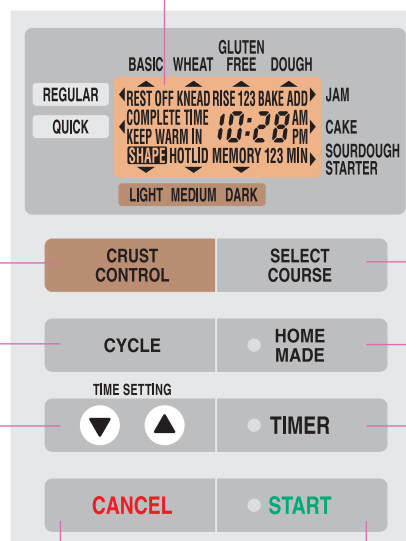 GLUTEN
BASIC WHEAT FREE DOUGH
REGULAR
QUICK
REST OFF KNEAD RISE 123 BAKE ADD
COMPLETE TIME
KEEP WARM IN
10:28 AM PM
SHAPE HOTLID MEMORY 123 MIN
JAM
CAKE
SOURDOUGH
STARTER
LIGHT MEDIUM DARK
CRUST
CONTROL
SELECT
COURSE
CYCLE
HOME
MADE
TIME SETTING
TIMER
CANCEL
START